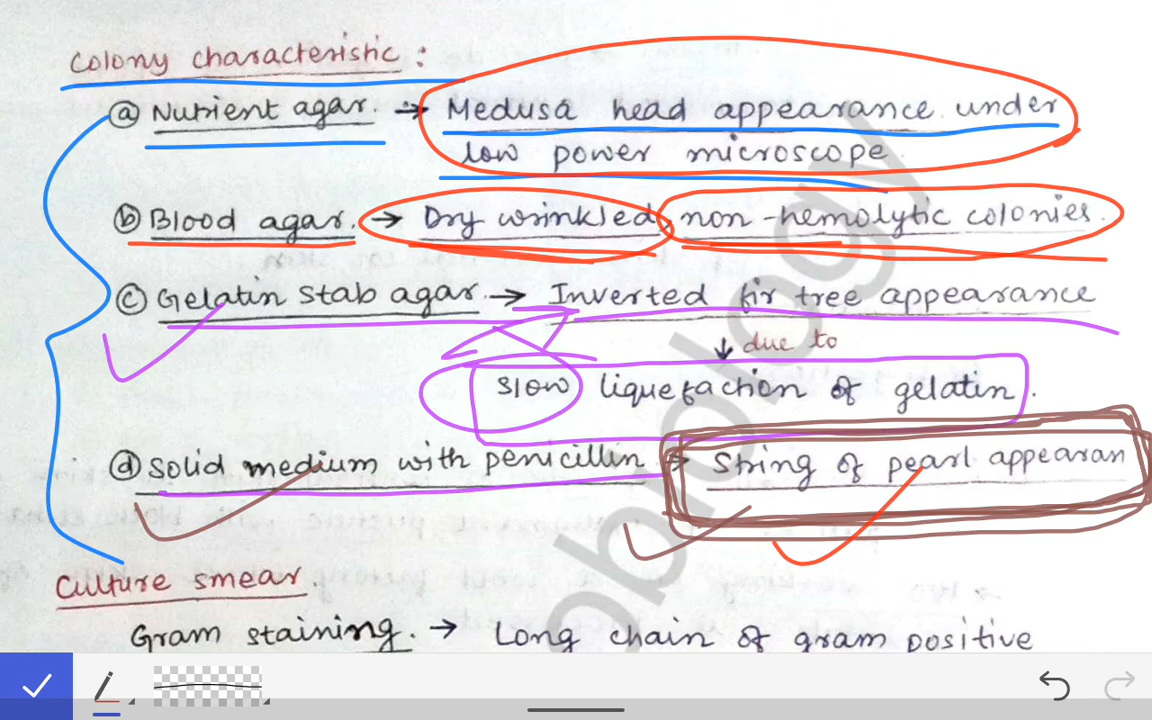 Colony characteristic :
ⓐ Nutrient agar. → Medusa head appearance under
low power microscope.
ⓑ Blood agar. → Dry wrinkled, non-hemolytic colonies.
ⓒ Gelatin stab agar. → Inverted fir tree appearance
↓ due to
slow liquefaction of gelatin.
ⓓ Solid medium with penicillin → String of pearl appearan
Culture smear.
Gram staining. → Long chain of gram positive